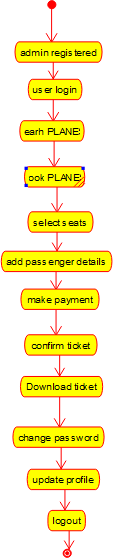 admin registered
user login
earh PLANE!
ook PLANE!
select seats
add passenger details
make payment
confirm ticket
Download ticket
change password
update profile
logout